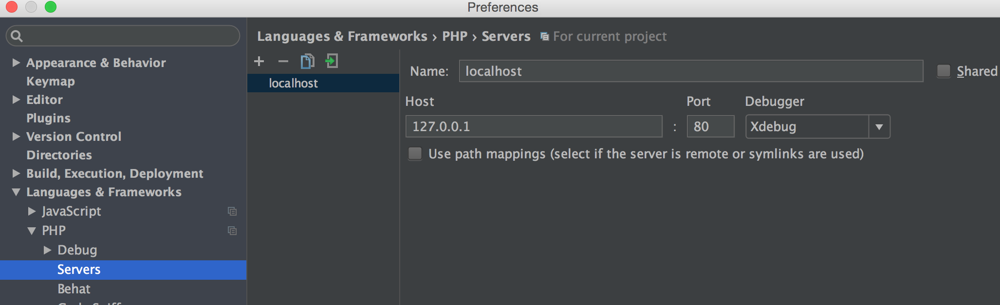 Preferences
Appearance & Behavior
Keymap
Editor
Plugins
Version Control
Directories
Build, Execution, Deployment
Languages & Frameworks
JavaScript
PHP
Debug
Servers
Behat
Languages & Frameworks › PHP › Servers For current project
localhost
Name: localhost Shared
Host Port Debugger
127.0.0.1 : 80 Xdebug
Use path mappings (select if the server is remote or symlinks are used)